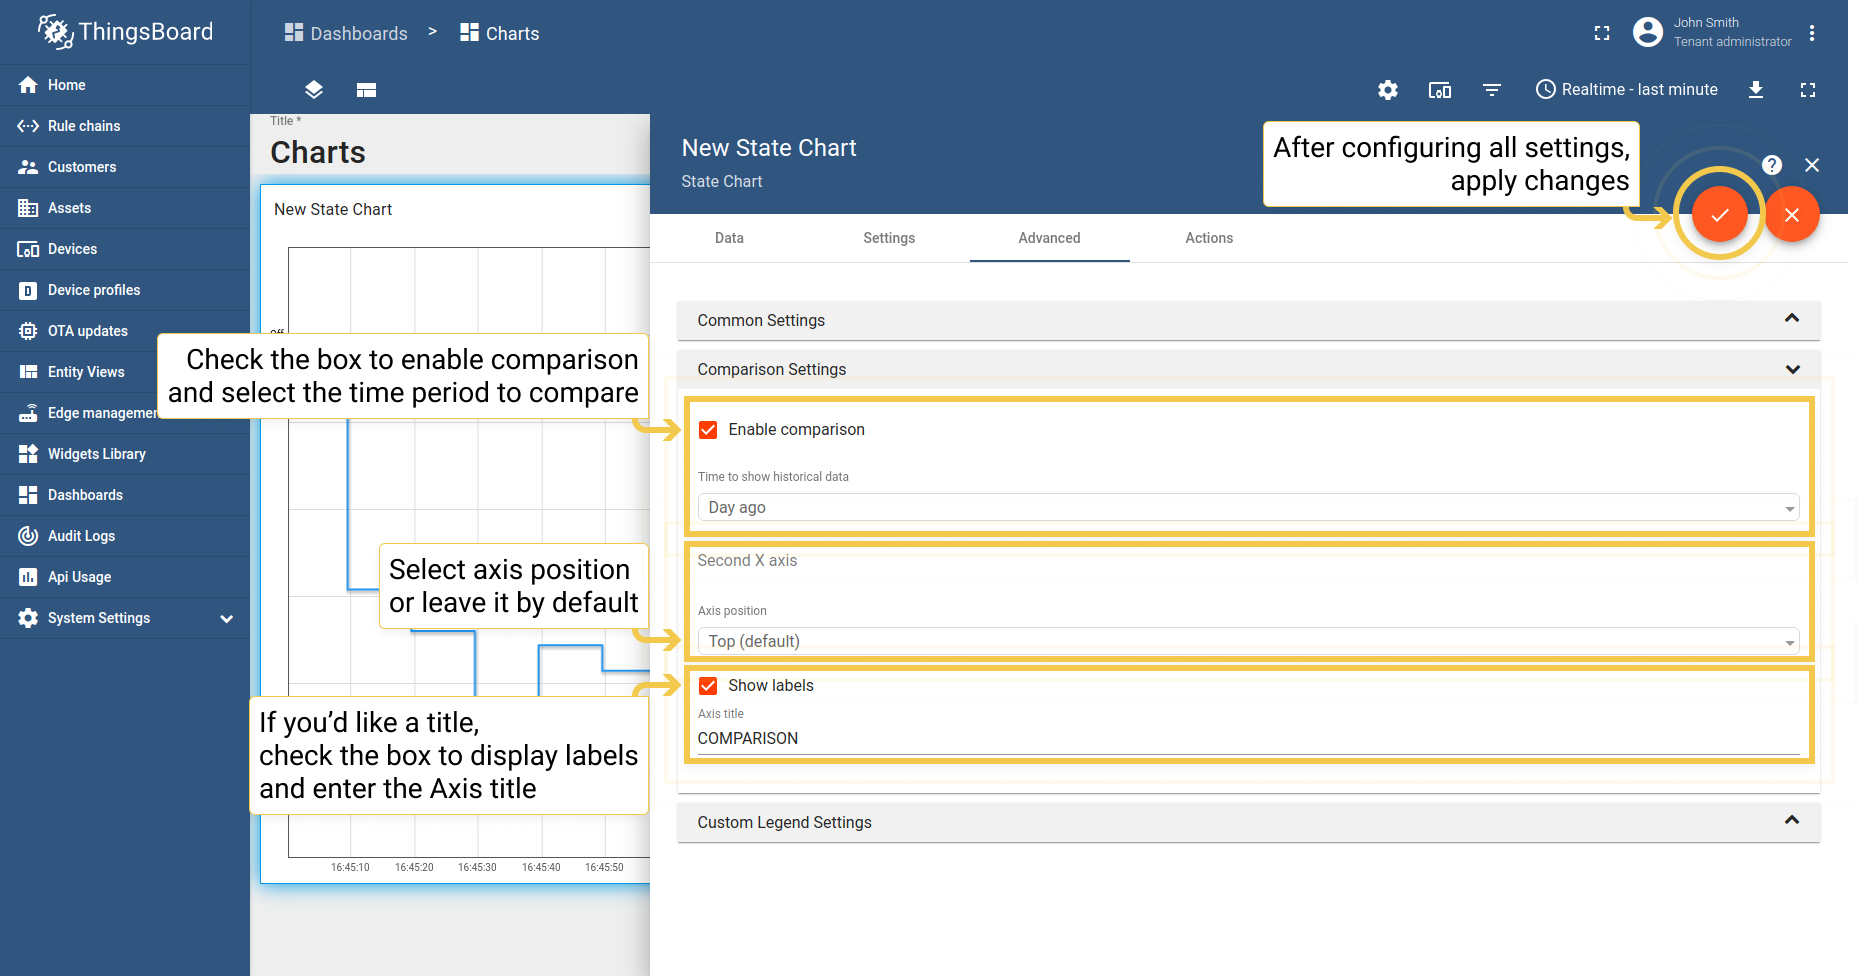 ThingsBoard
Dashboards > Charts
John Smith
Tenant administrator
Home
Rule chains
Customers
Assets
Devices
Device profiles
OTA updates
Entity Views
Edge managemen
Widgets Library
Dashboards
Audit Logs
Api Usage
System Settings
Realtime - last minute
Title *
Charts
New State Chart
Off
16:45:10 16:45:20 16:45:30 16:45:40 16:45:50
New State Chart
State Chart
After configuring all settings,
apply changes
Data Settings Advanced Actions
Common Settings
Comparison Settings
Check the box to enable comparison
and select the time period to compare
Enable comparison
Time to show historical data
Day ago
Select axis position
or leave it by default
Second X axis
Axis position
Top (default)
If you’d like a title,
check the box to display labels
and enter the Axis title
Show labels
Axis title
COMPARISON
Custom Legend Settings